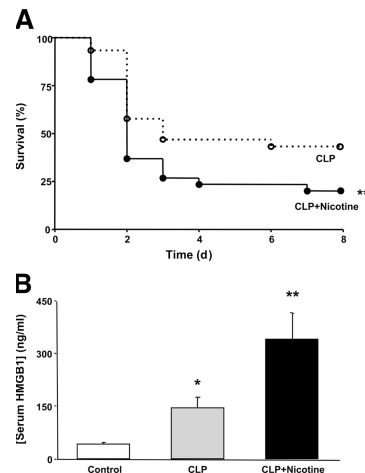 A
100
75
50
25
0
Survival (%)
CLP
**
CLP+Nicotine
0 2 4 6 8
Time (d)
B
450
300
150
0
[Serum HMGB1] (ng/ml)
*
**
Control CLP CLP+Nicotine